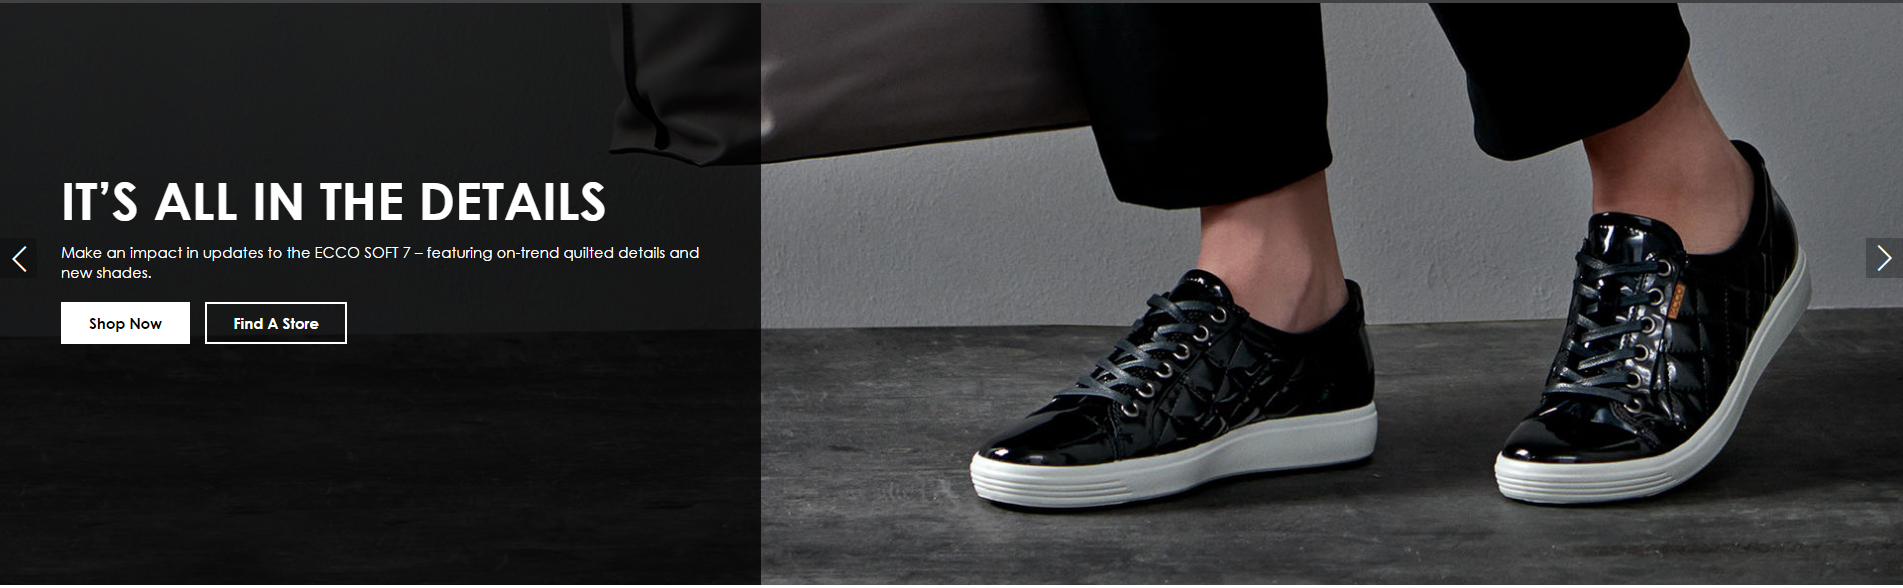 IT’S ALL IN THE DETAILS
Make an impact in updates to the ECCO SOFT 7 – featuring on-trend quilted details and
new shades.
Shop Now
Find A Store
ecco